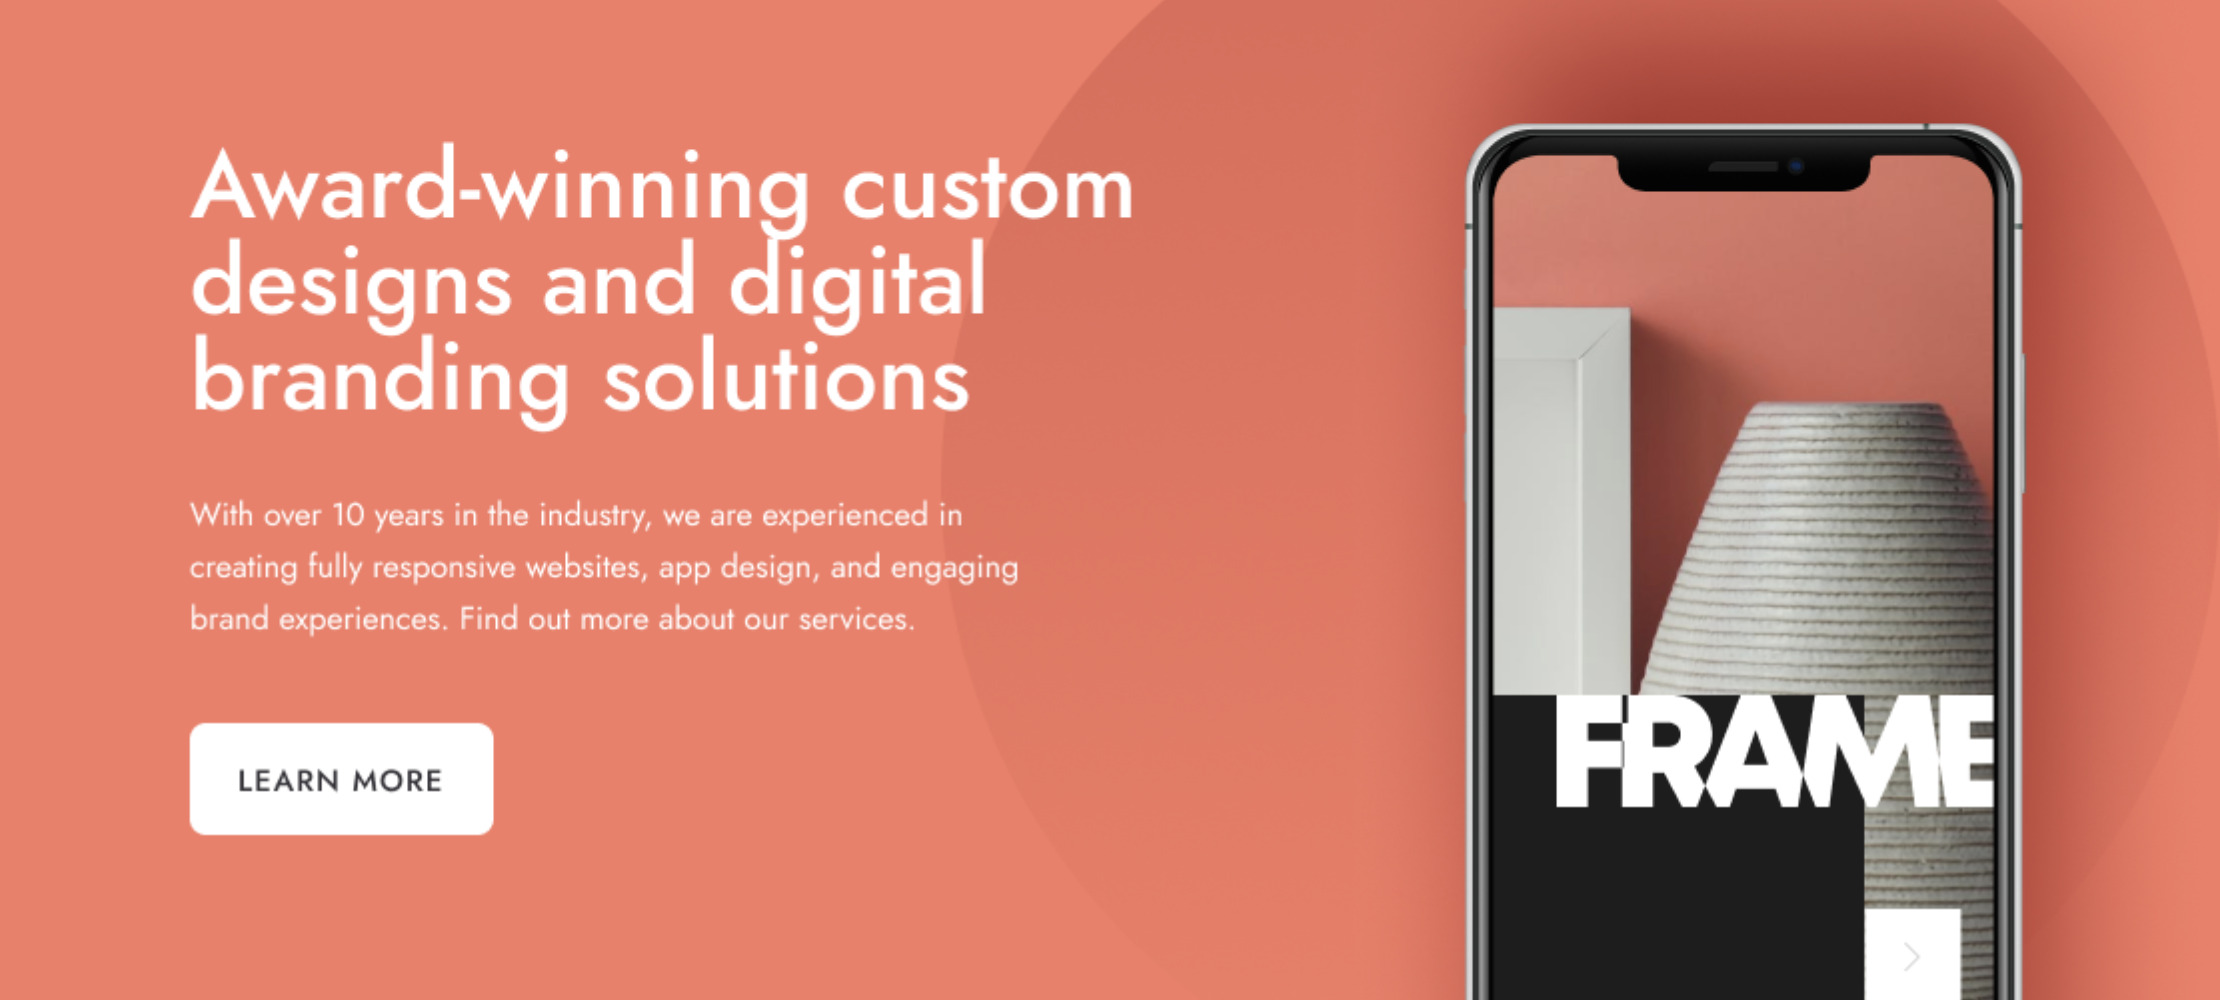 Award-winning custom
designs and digital
branding solutions
With over 10 years in the industry, we are experienced in
creating fully responsive websites, app design, and engaging
brand experiences. Find out more about our services.
LEARN MORE
FRAME